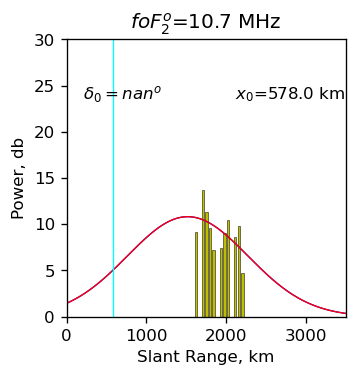 foF₂ᵒ=10.7 MHz
30
δ₀ = nanᵒ
x₀=578.0 km
25
20
15
10
5
0
Power, db
0 1000 2000 3000
Slant Range, km